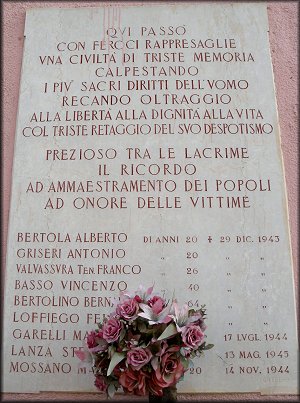 QVI PASSÒ
CON FEROCI RAPPRESAGLIE
VNA CIVILTÀ DI TRISTE MEMORIA
CALPESTANDO
I PIV' SACRI DIRITTI DELL'VOMO
RECANDO OLTRAGGIO
ALLA LIBERTÀ ALLA DIGNITÀ ALLA VITA
COL TRISTE RETAGGIO DEL SVO DESPOTISMO
PREZIOSO TRA LE LACRIME
IL RICORDO
AD AMMAESTRAMENTO DEI POPOLI
AD ONORE DELLE VITTIME
BERTOLA ALBERTO DI ANNI 20 + 29 DIC. 1943
GRISERI ANTONIO " 20 "
VALVASSVRA TEN. FRANCO " 26 "
BASSO VINCENZO " 40 "
BERTOLINO BERN 64 "
LOFFIEGO
GARELLI 17 LVGL. 1944
LANZA 13 MAG. 1945
MOSSANO 20 14 NOV. 1944